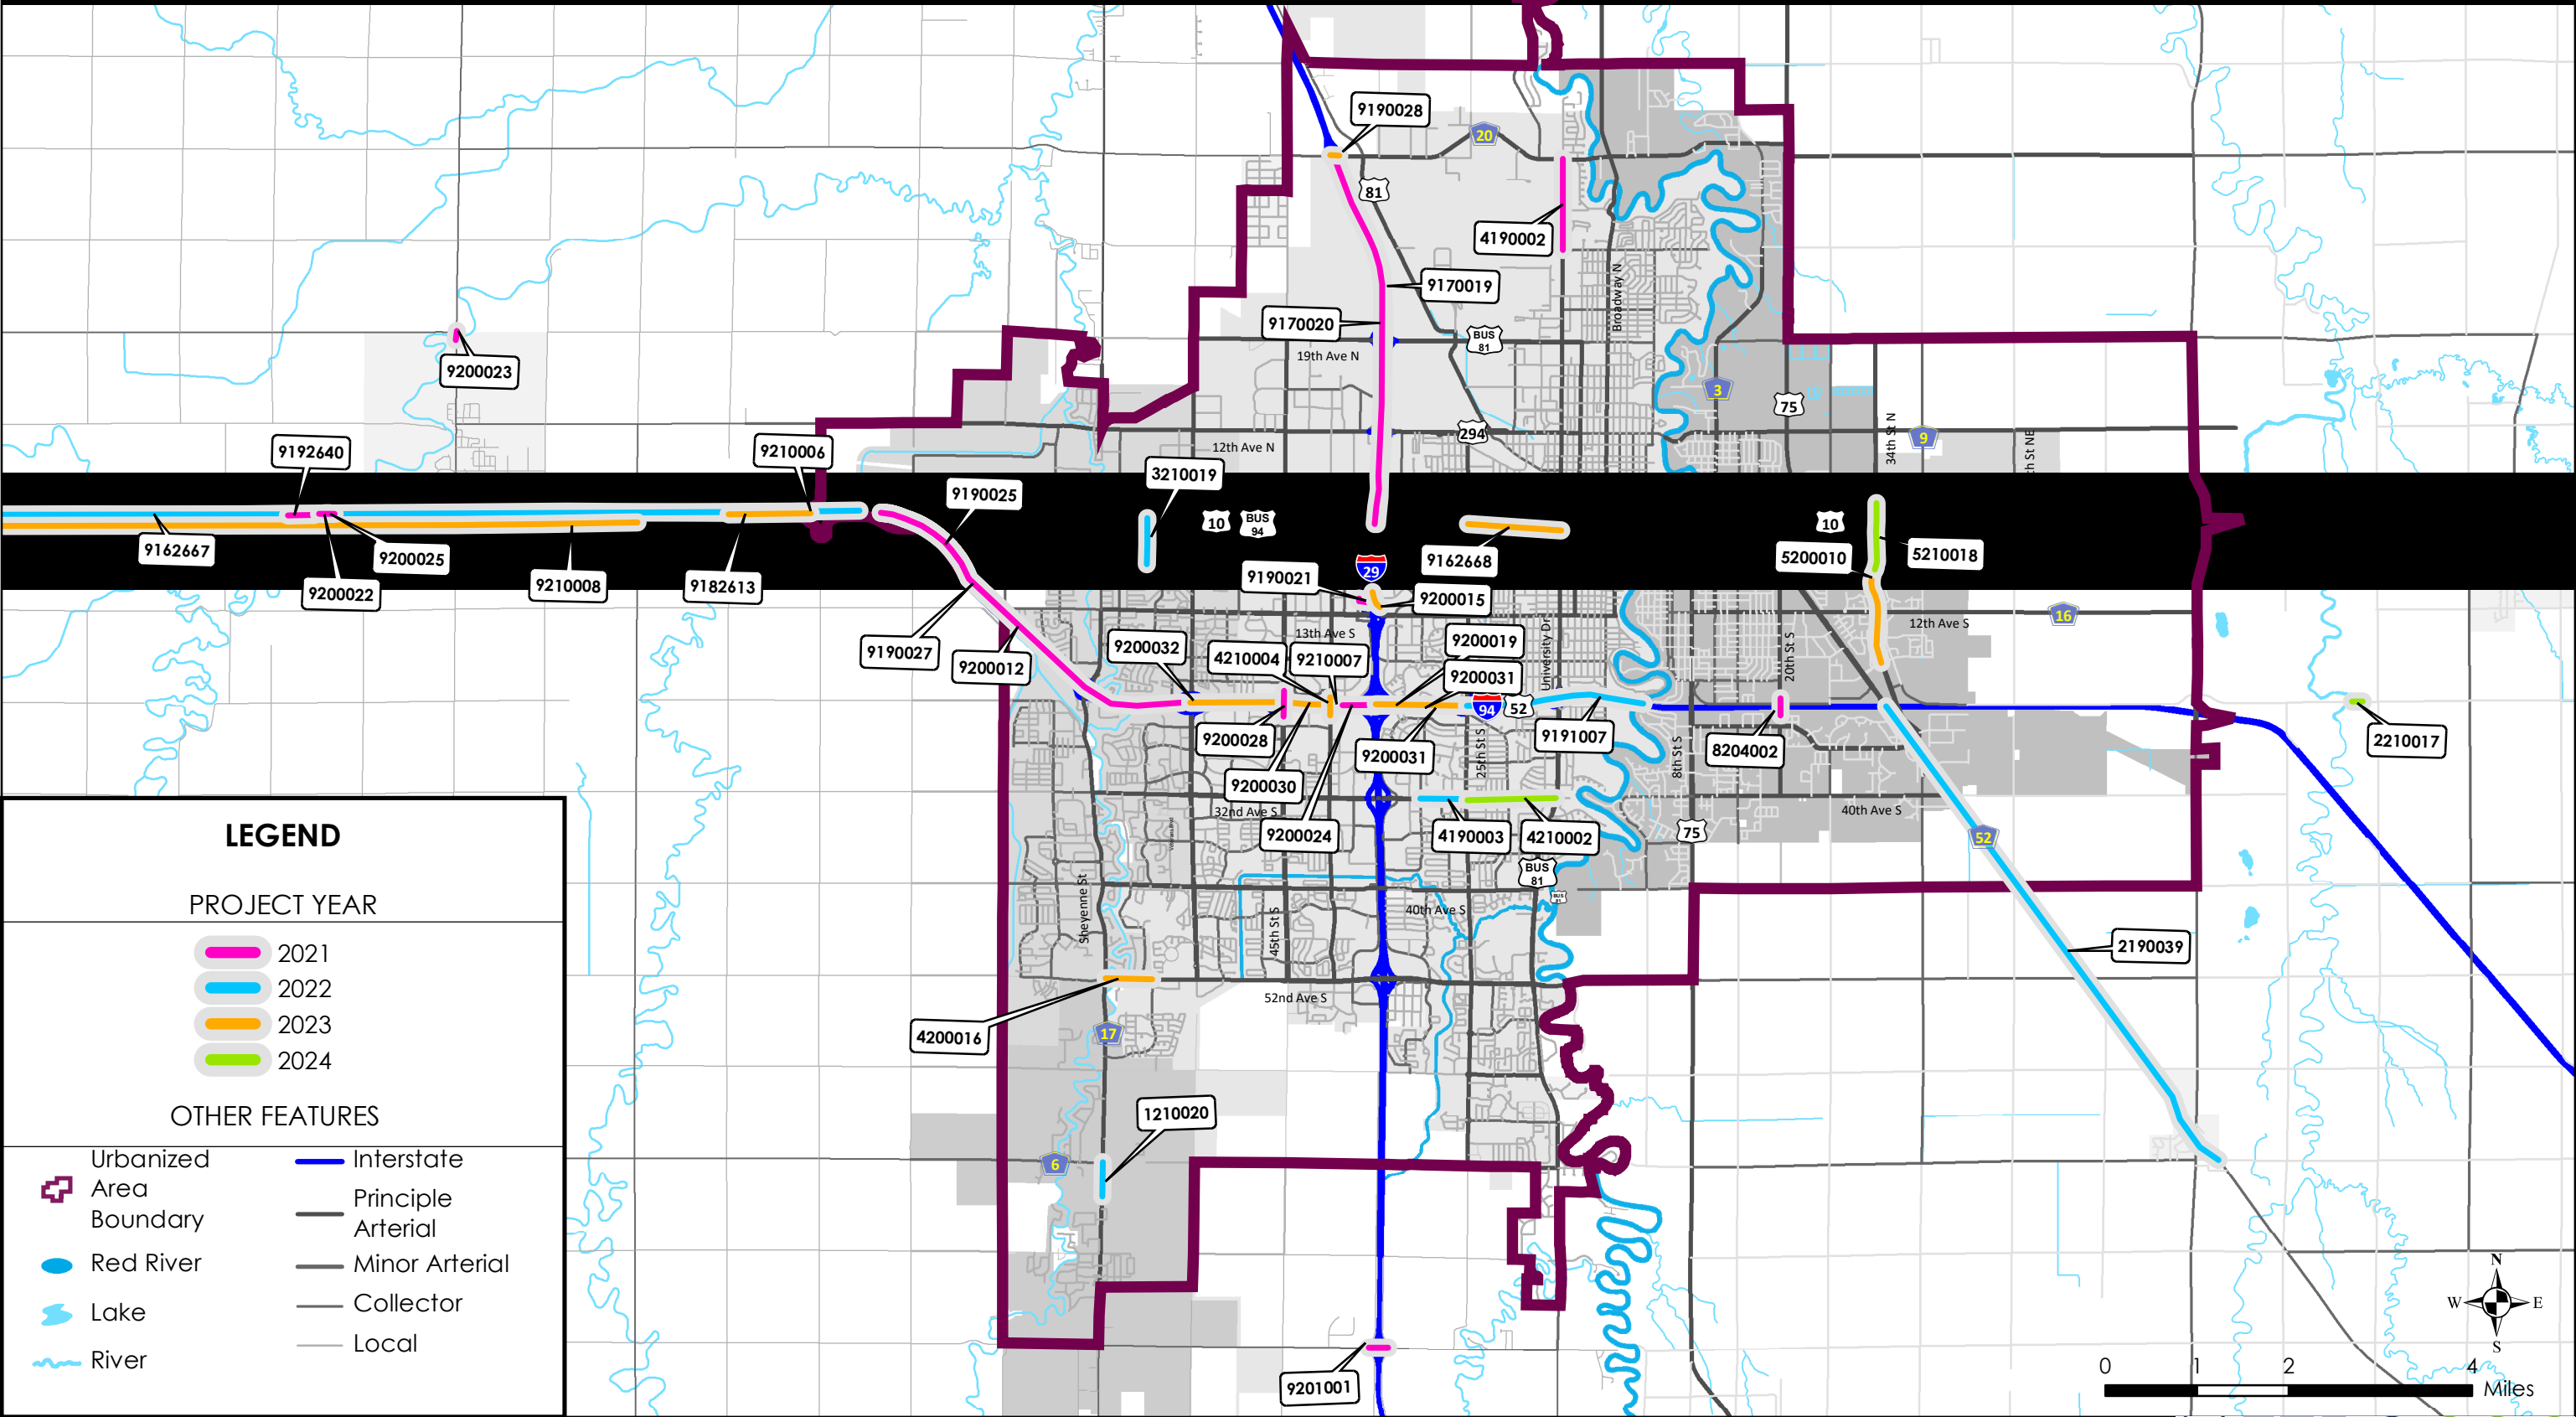 9190028
20
81
4190002
9170019
Broadway N
9170020
BUS
81
19th Ave N
9200023
3
75
294
34th St N
9
12th Ave N
9192640
9210006
3210019
9190025
10
BUS
94
10
9162667
9200025
9200022
9210008
9182613
29
9162668
5200010
5210018
9190021
9200015
13th Ave S
University Dr
12th Ave S
16
9190027
9200012
9200032
4210004
9210007
9200019
9200031
20th St S
94
52
9200028
9200031
25th St S
9191007
8th St S
8204002
2210017
9200030
32nd Ave S
9200024
4190003
4210002
75
40th Ave S
52
BUS
81
BUS
81
Sheyenne St
45th St S
40th Ave S
2190039
52nd Ave S
4200016
17
1210020
6
9201001
LEGEND
PROJECT YEAR
2021
2022
2023
2024
OTHER FEATURES
Urbanized
Area
Boundary
Red River
Lake
River
Interstate
Principle
Arterial
Minor Arterial
Collector
Local
N
W
E
S
0 1 2 4
Miles